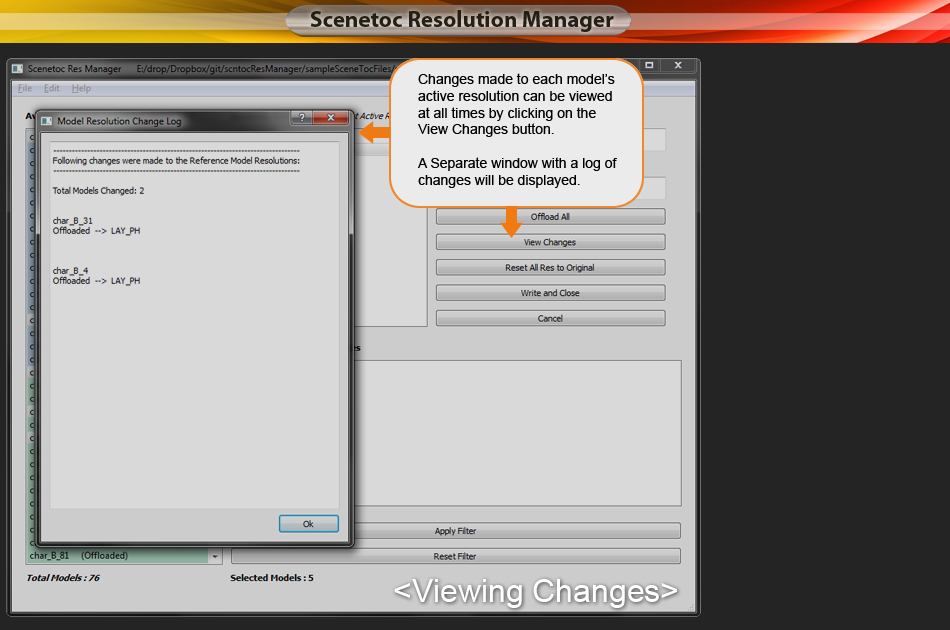 Scenetoc Resolution Manager
Scenetoc Res Manager E:/drop/Dropbox/git/scntocResManager/sampleSceneTocFiles/
File Edit Help
Changes made to each model's
active resolution can be viewed
at all times by clicking on the
View Changes button.
A Separate window with a log of
changes will be displayed.
Model Resolution Change Log
Following changes were made to the Reference Model Resolutions:
Total Models Changed: 2
char_B_31
Offloaded --> LAY_PH
char_B_4
Offloaded --> LAY_PH
Ok
Offload All
View Changes
Reset All Res to Original
Write and Close
Cancel
Apply Filter
char_B_81 (Offloaded)
Reset Filter
Total Models : 76
Selected Models : 5
<Viewing Changes>